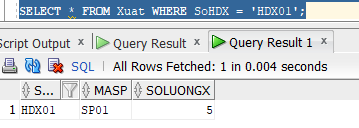 SELECT * FROM Xuat WHERE SoHDX = 'HDX01';
Script Output × Query Result × Query Result 1 ×
SQL | All Rows Fetched: 1 in 0.004 seconds
S... MASP SOLUONGX
1 HDX01 SP01 5